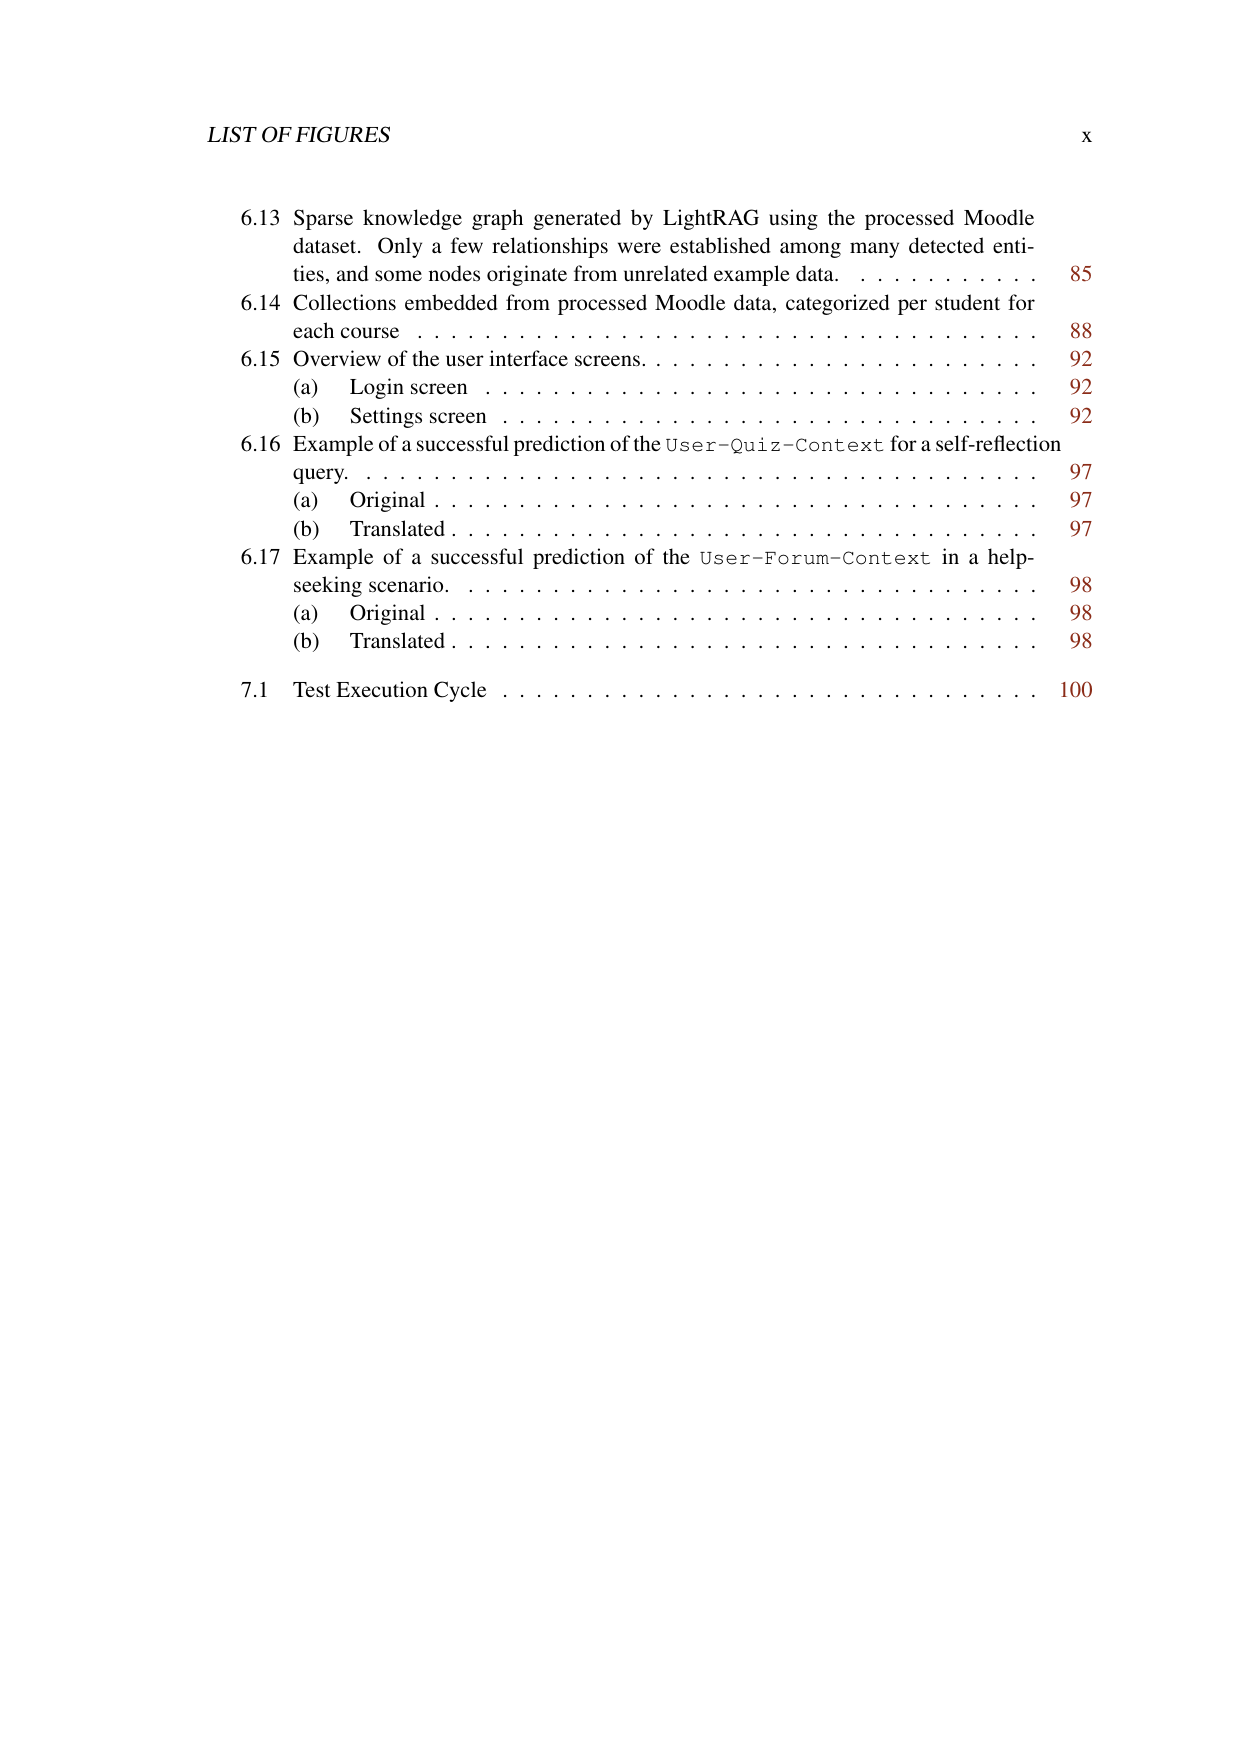 LIST OF FIGURES x
6.13 Sparse knowledge graph generated by LightRAG using the processed Moodle
dataset. Only a few relationships were established among many detected enti-
ties, and some nodes originate from unrelated example data. . . . . . . . . . . . 85
6.14 Collections embedded from processed Moodle data, categorized per student for
each course . . . . . . . . . . . . . . . . . . . . . . . . . . . . . . . . . . . . . 88
6.15 Overview of the user interface screens. . . . . . . . . . . . . . . . . . . . . . . . 92
(a) Login screen . . . . . . . . . . . . . . . . . . . . . . . . . . . . . . . . . 92
(b) Settings screen . . . . . . . . . . . . . . . . . . . . . . . . . . . . . . . . 92
6.16 Example of a successful prediction of the User-Quiz-Context for a self-reflection
query. . . . . . . . . . . . . . . . . . . . . . . . . . . . . . . . . . . . . . . . . 97
(a) Original . . . . . . . . . . . . . . . . . . . . . . . . . . . . . . . . . . . . 97
(b) Translated . . . . . . . . . . . . . . . . . . . . . . . . . . . . . . . . . . . 97
6.17 Example of a successful prediction of the User-Forum-Context in a help-
seeking scenario. . . . . . . . . . . . . . . . . . . . . . . . . . . . . . . . . . . 98
(a) Original . . . . . . . . . . . . . . . . . . . . . . . . . . . . . . . . . . . . 98
(b) Translated . . . . . . . . . . . . . . . . . . . . . . . . . . . . . . . . . . . 98
7.1 Test Execution Cycle . . . . . . . . . . . . . . . . . . . . . . . . . . . . . . . . 100